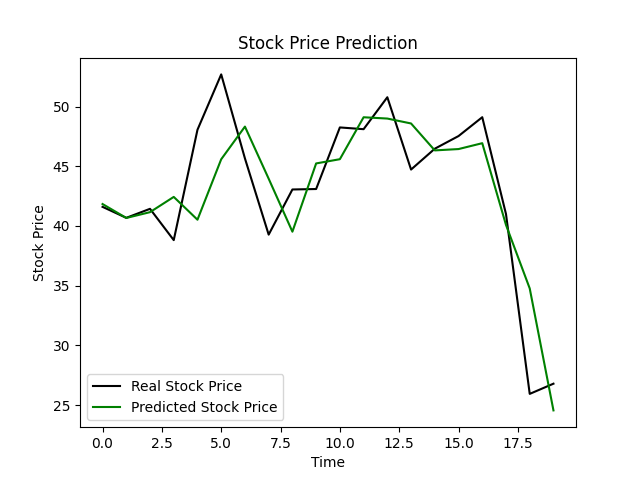 Stock Price Prediction
Stock Price
50
45
40
35
30
25
Real Stock Price
Predicted Stock Price
0.0 2.5 5.0 7.5 10.0 12.5 15.0 17.5
Time